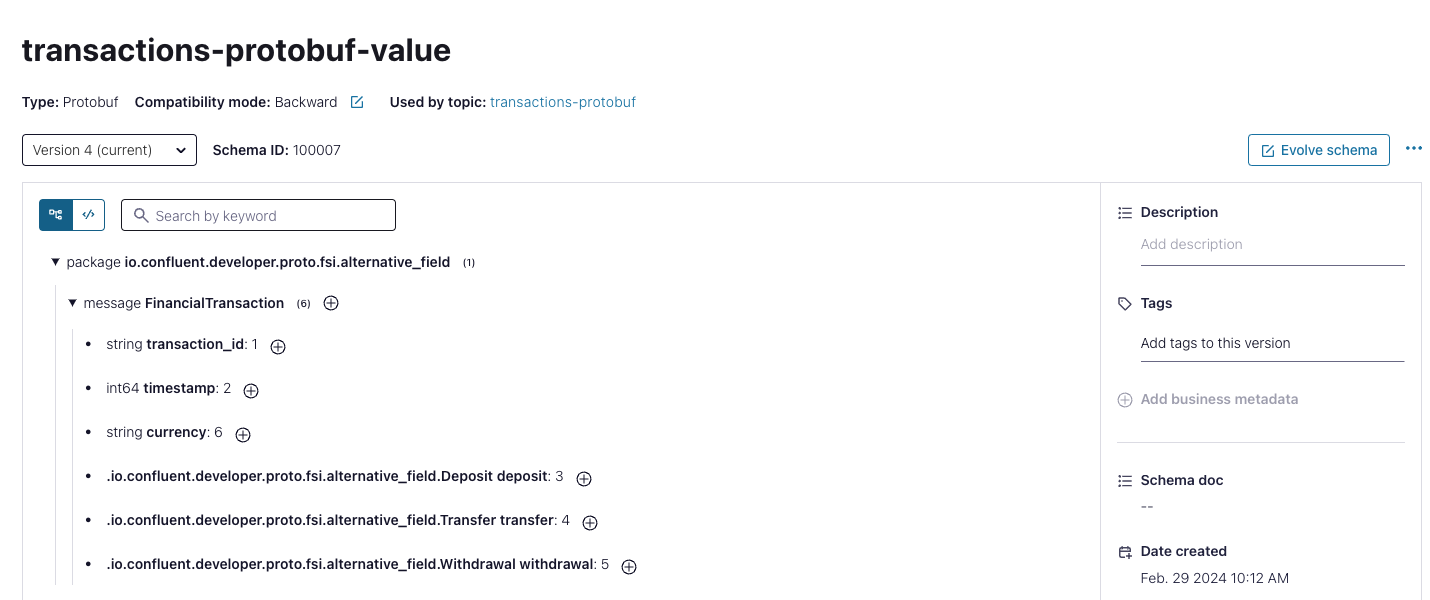 transactions-protobuf-value
Type: Protobuf Compatibility mode: Backward Used by topic: transactions-protobuf
Version 4 (current) Schema ID: 100007 Evolve schema
Search by keyword
package io.confluent.developer.proto.fsi.alternative_field (1)
message FinancialTransaction (6)
string transaction_id: 1
int64 timestamp: 2
string currency: 6
.io.confluent.developer.proto.fsi.alternative_field.Deposit deposit: 3
.io.confluent.developer.proto.fsi.alternative_field.Transfer transfer: 4
.io.confluent.developer.proto.fsi.alternative_field.Withdrawal withdrawal: 5
Description
Add description
Tags
Add tags to this version
Add business metadata
Schema doc
--
Date created
Feb. 29 2024 10:12 AM